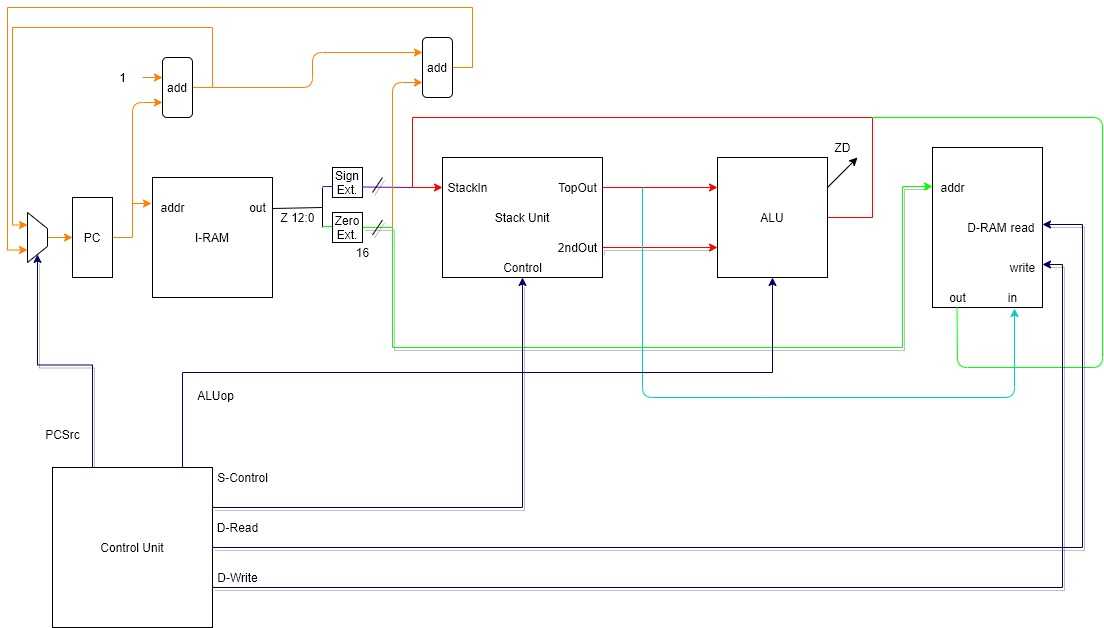 1
add
add
ZD
Sign
Ext.
StackIn
TopOut
addr
addr
out
Z 12:0
Stack Unit
ALU
Zero
Ext.
D-RAM read
PC
I-RAM
2ndOut
16
Control
write
out
in
ALUop
PCSrc
S-Control
D-Read
Control Unit
D-Write